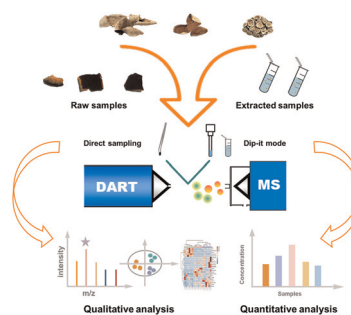 Raw samples
Extracted samples
Direct sampling
Dip-it mode
DART
MS
intensity
m/z
Concentration
Samples
Qualitative analysis
Quantitative analysis